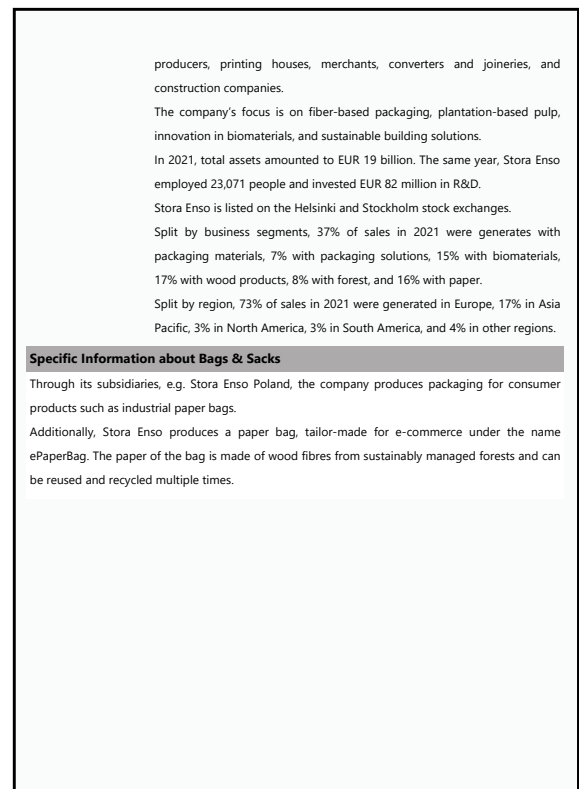 producers, printing houses, merchants, converters and joineries, and
construction companies.
The company's focus is on fiber-based packaging, plantation-based pulp,
innovation in biomaterials, and sustainable building solutions.
In 2021, total assets amounted to EUR 19 billion. The same year, Stora Enso
employed 23,071 people and invested EUR 82 million in R&D.
Stora Enso is listed on the Helsinki and Stockholm stock exchanges.
Split by business segments, 37% of sales in 2021 were generates with
packaging materials, 7% with packaging solutions, 15% with biomaterials,
17% with wood products, 8% with forest, and 16% with paper.
Split by region, 73% of sales in 2021 were generated in Europe, 17% in Asia
Pacific, 3% in North America, 3% in South America, and 4% in other regions.
Specific Information about Bags & Sacks
Through its subsidiaries, e.g. Stora Enso Poland, the company produces packaging for consumer
products such as industrial paper bags.
Additionally, Stora Enso produces a paper bag, tailor-made for e-commerce under the name
ePaperBag. The paper of the bag is made of wood fibres from sustainably managed forests and can
be reused and recycled multiple times.